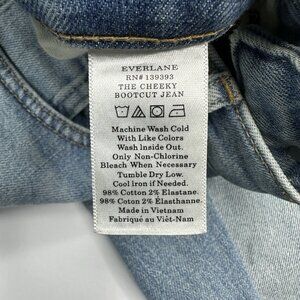 EVERLANE
RN# 139393
THE CHEEKY
BOOTCUT JEAN
Machine Wash Cold
With Like Colors
Wash Inside Out.
Only Non-Chlorine
Bleach When Necessary
Tumble Dry Low.
Cool Iron if Needed.
98% Cotton 2% Elastane.
98% Cotton 2% Elasthanne.
Made in Vietnam
Fabriqué au Viêt-Nam